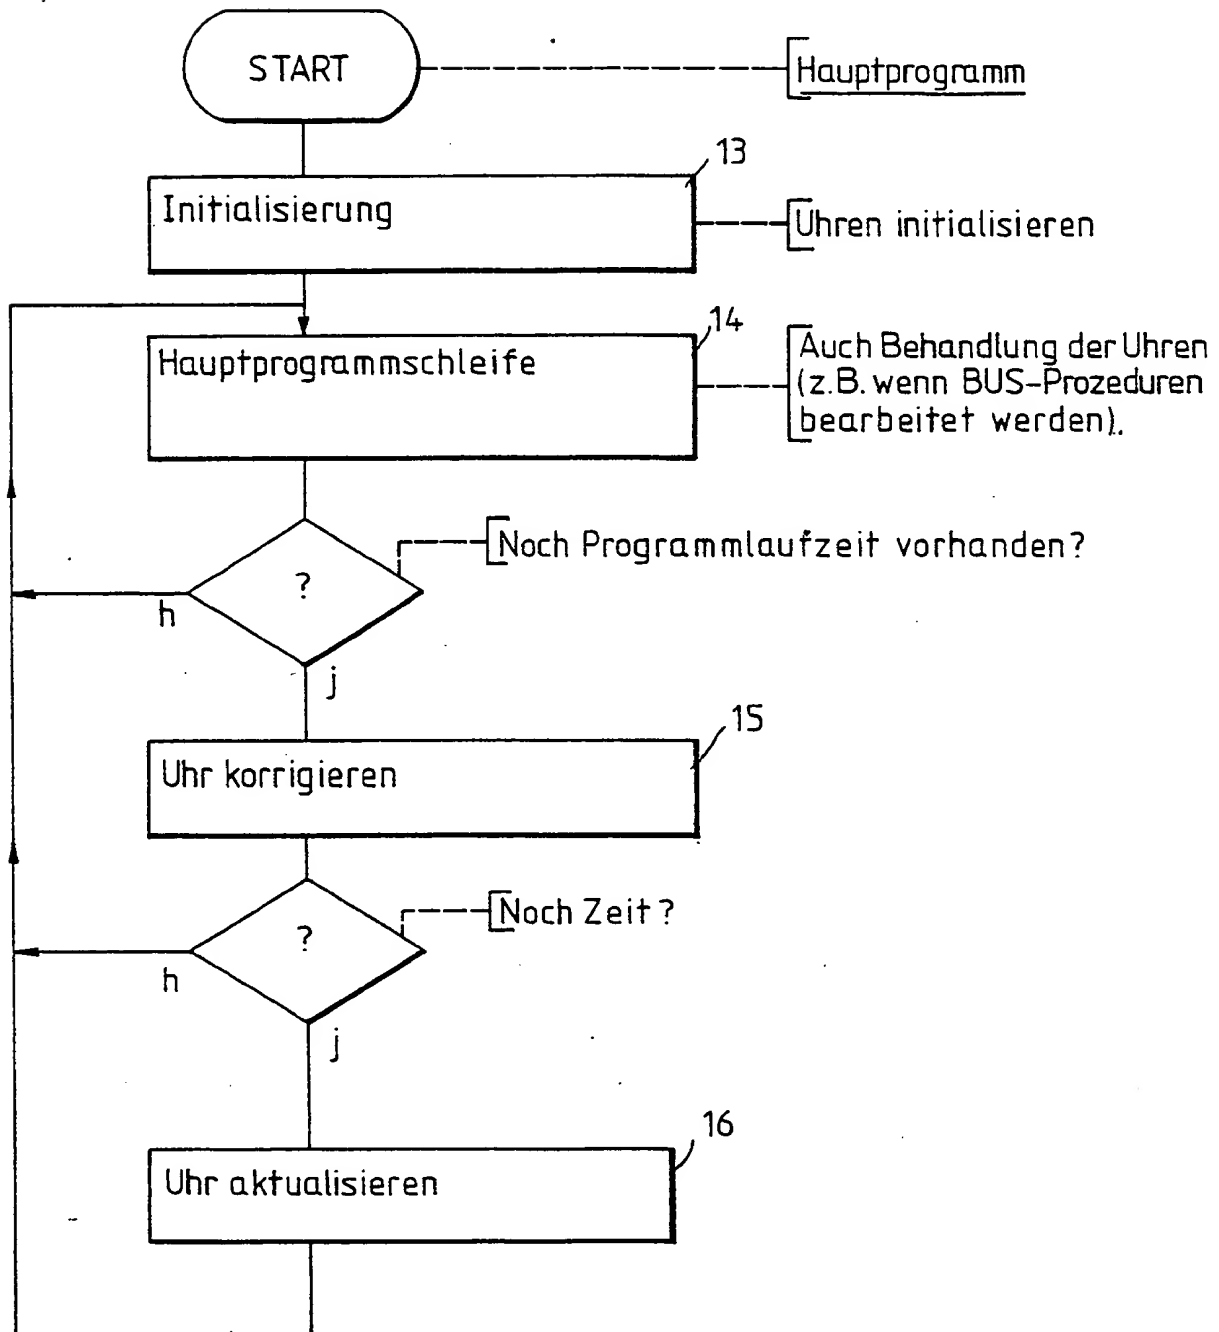 START
Hauptprogramm
13
Initialisierung
Uhren initialisieren
14
Hauptprogrammschleife
Auch Behandlung der Uhren
(z.B. wenn BUS-Prozeduren
bearbeitet werden).
Noch Programmlaufzeit vorhanden?
?
h
j
15
Uhr korrigieren
Noch Zeit?
?
h
j
16
Uhr aktualisieren